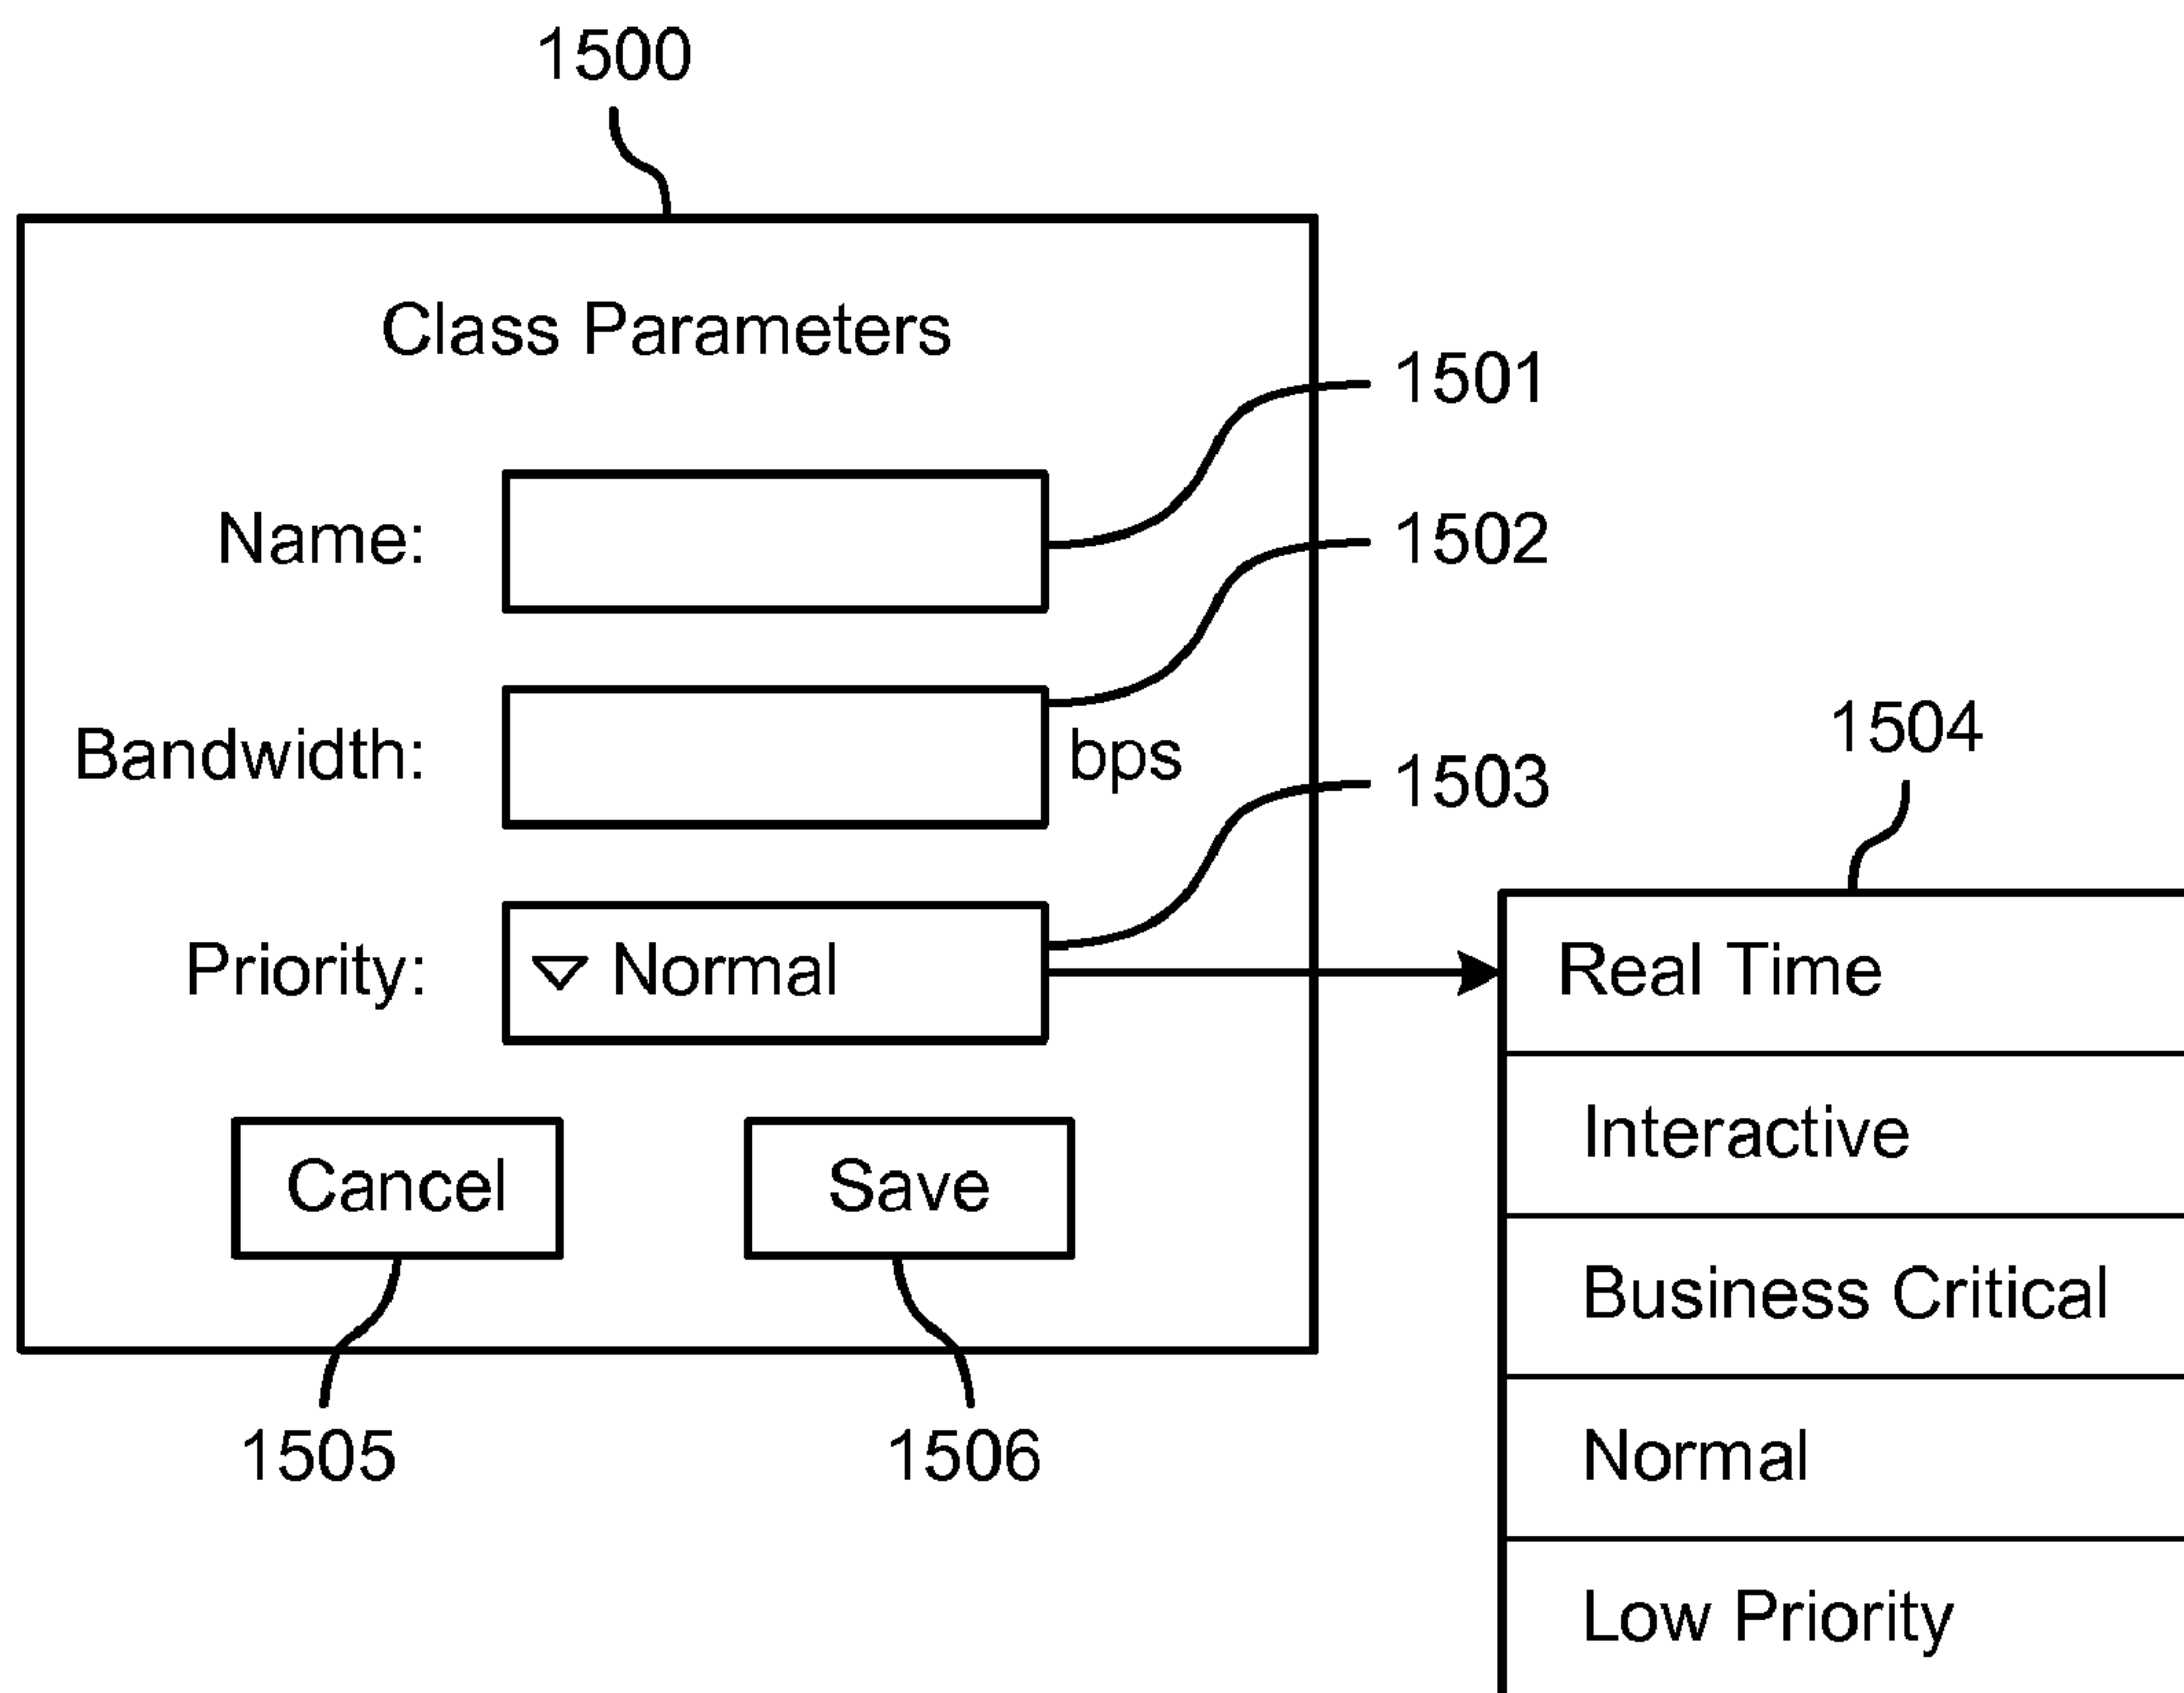 1500
Class Parameters
1501
Name:
1502
Bandwidth: bps
1503
1504
Priority: Normal
Real Time
Interactive
Cancel Save
Business Critical
Normal
1505 1506
Low Priority